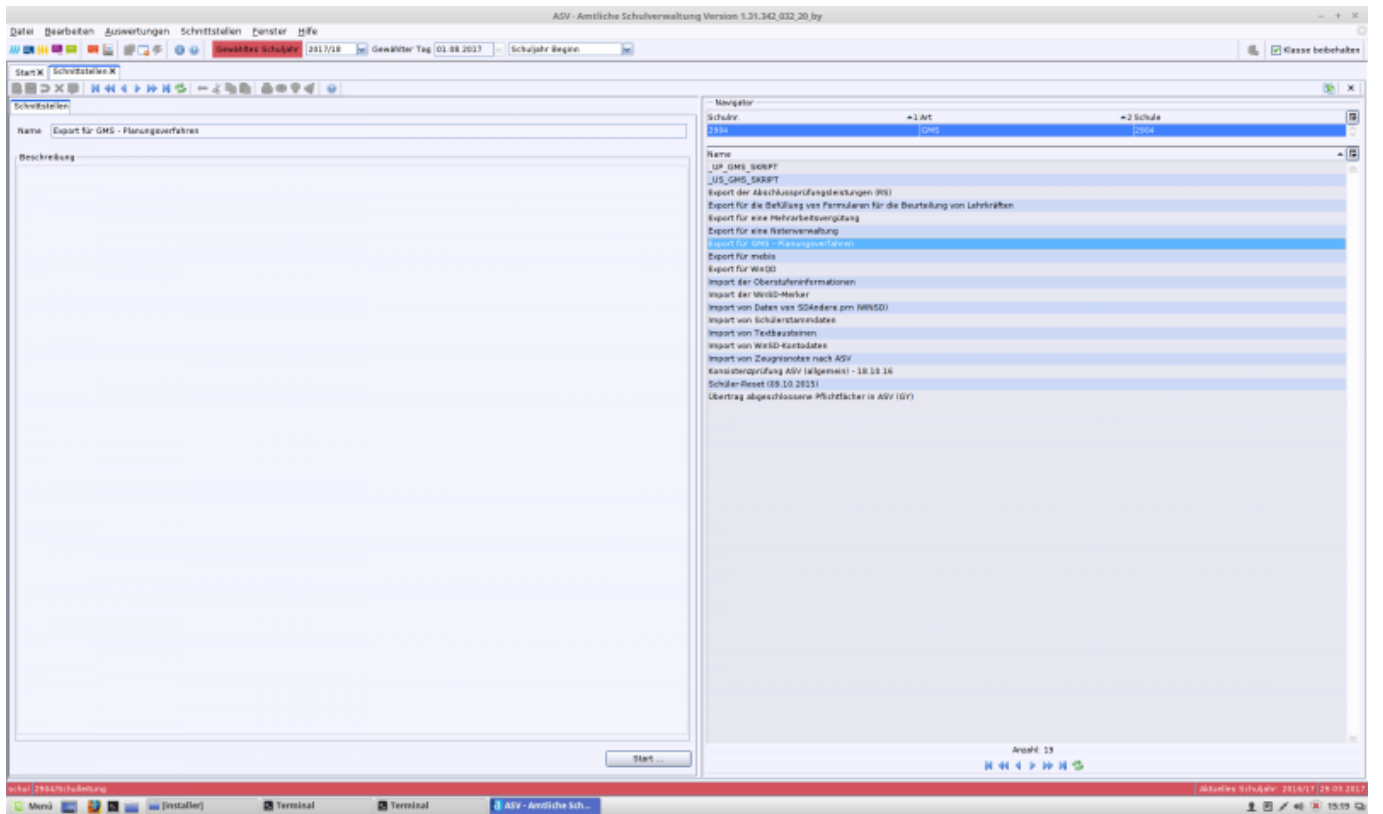 ASV - Amtliche Schulverwaltung Version 1.31.342_032_20_by
Datei Bearbeiten Auswertungen Schnittstellen Fenster Hilfe
Gewähltes Schuljahr 2017/18 Gewählter Tag 01.08.2017 Schuljahr Beginn Klasse beibehalten
Start Schnittstellen
Schnittstellen
Name Export für GMS - Planungsverfahren
Beschreibung
Start ...
Navigator
Schulnr. 1 Art 2 Schule
2904 GMS 2904
Name
_UP_GMS_SKRIPT
_US_GMS_SKRIPT
Export der Abschlussprüfungsleistungen (RS)
Export für die Befüllung von Formularen für die Beurteilung von Lehrkräften
Export für eine Mehrarbeitsvergütung
Export für eine Notenverwaltung
Export für GMS - Planungsverfahren
Export für mebis
Export für WinQD
Import der Oberstufeninformationen
Import der WinSD-Merker
Import von Daten von SDAndere.prn (WINSD)
Import von Schülerstammdaten
Import von Textbausteinen
Import von WinSD-Kontodaten
Import von Zeugnisnoten nach ASV
Konsistenzprüfung ASV (allgemein) - 18.10.16
Schüler-Reset (09.10.2015)
Übertrag abgeschlossene Pflichtfächer in ASV (GY)
Anzahl: 19
schul 2904/Schulleitung Aktuelles Schuljahr: 2016/17 29.03.2017
Menü [installer] Terminal Terminal ASV - Amtliche Sch... 15:19